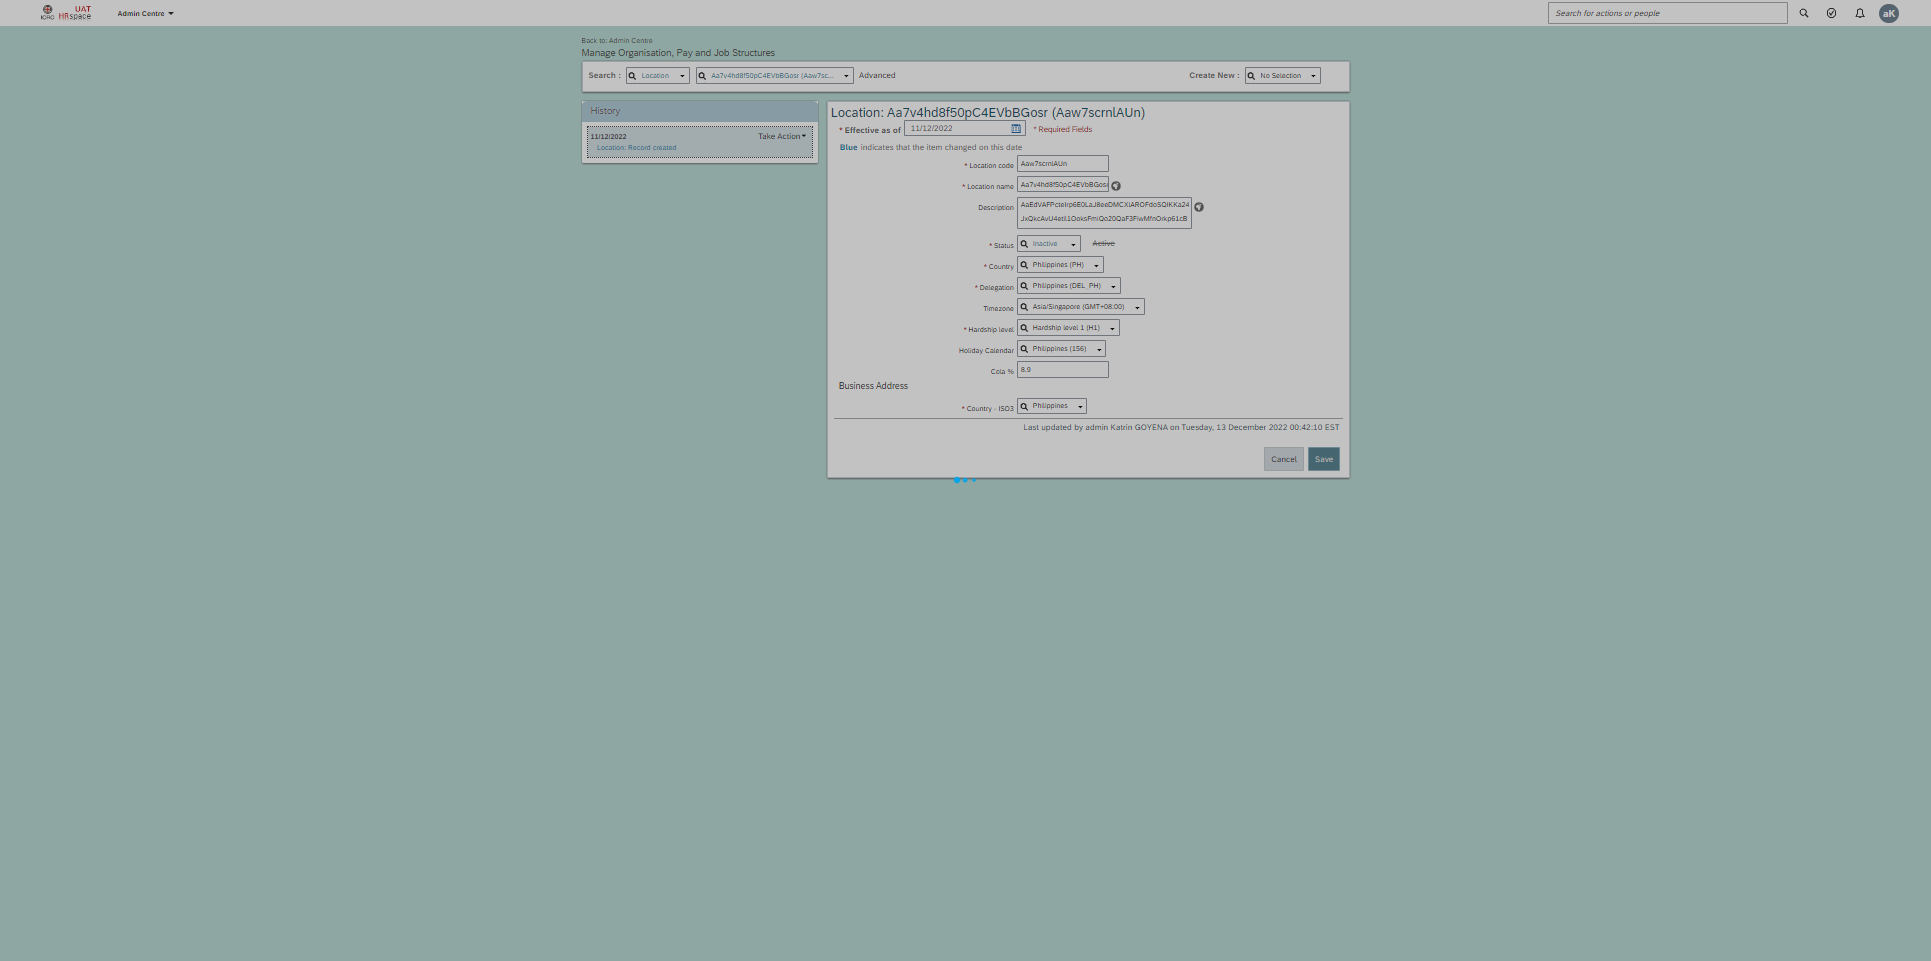 ICRC
UAT
HRspace
Admin Centre
Search for actions or people
aK
Back to: Admin Centre
Manage Organisation, Pay and Job Structures
Search : Location Aa7v4hd8f50pC4EVbBGosr (Aaw7sc... Advanced
Create New : No Selection
History
11/12/2022 Take Action
Location: Record created
Location: Aa7v4hd8f50pC4EVbBGosr (Aaw7scrnlAUn)
* Effective as of 11/12/2022 * Required Fields
Blue indicates that the item changed on this date
* Location code Aaw7scrnlAUn
* Location name Aa7v4hd8f50pC4EVbBGosr
Description
* Status Inactive Active
* Country Philippines (PH)
* Delegation Philippines (DEL_PH)
Timezone Asia/Singapore (GMT+08:00)
* Hardship level Hardship level 1 (H1)
Holiday Calendar Philippines (156)
Cola % 8.9
Business Address
* Country - ISO3 Philippines
Last updated by admin Katrin GOYENA on Tuesday, 13 December 2022 00:42:10 EST
Cancel Save